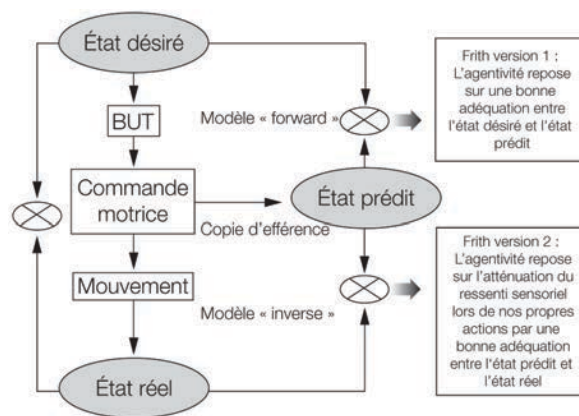 État désiré
BUT
Modèle « forward »
Commande
motrice
Copie d'efférence
État prédit
Mouvement
Modèle « inverse »
État réel
Frith version 1 :
L'agentivité repose
sur une bonne
adéquation entre
l'état désiré et l'état
prédit
Frith version 2 :
L'agentivité repose
sur l'atténuation du
ressenti sensoriel
lors de nos propres
actions par une
bonne adéquation
entre l'état prédit et
l'état réel